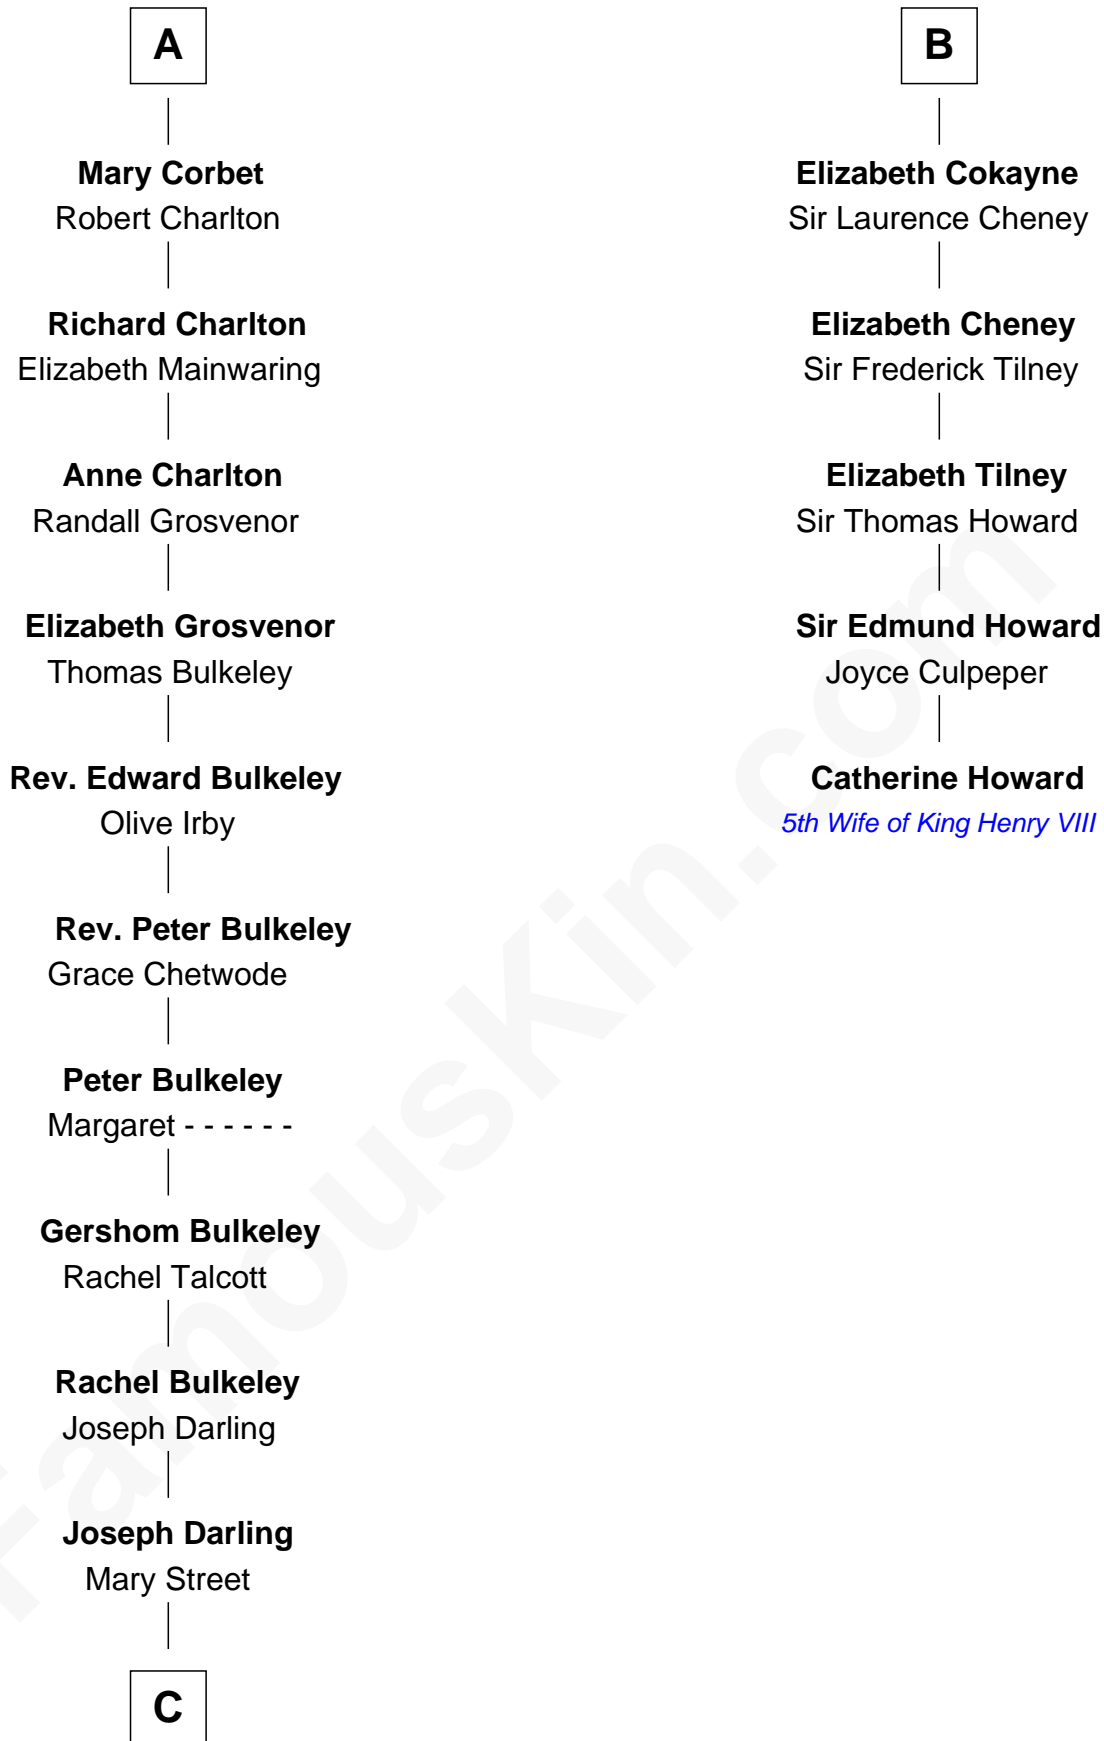 A
Mary Corbet
Robert Charlton
Richard Charlton
Elizabeth Mainwaring
Anne Charlton
Randall Grosvenor
Elizabeth Grosvenor
Thomas Bulkeley
Rev. Edward Bulkeley
Olive Irby
Rev. Peter Bulkeley
Grace Chetwode
Peter Bulkeley
Margaret - - - - - -
Gershom Bulkeley
Rachel Talcott
Rachel Bulkeley
Joseph Darling
Joseph Darling
Mary Street
C
B
Elizabeth Cokayne
Sir Laurence Cheney
Elizabeth Cheney
Sir Frederick Tilney
Elizabeth Tilney
Sir Thomas Howard
Sir Edmund Howard
Joyce Culpeper
Catherine Howard
5th Wife of King Henry VIII
FamousKin.com